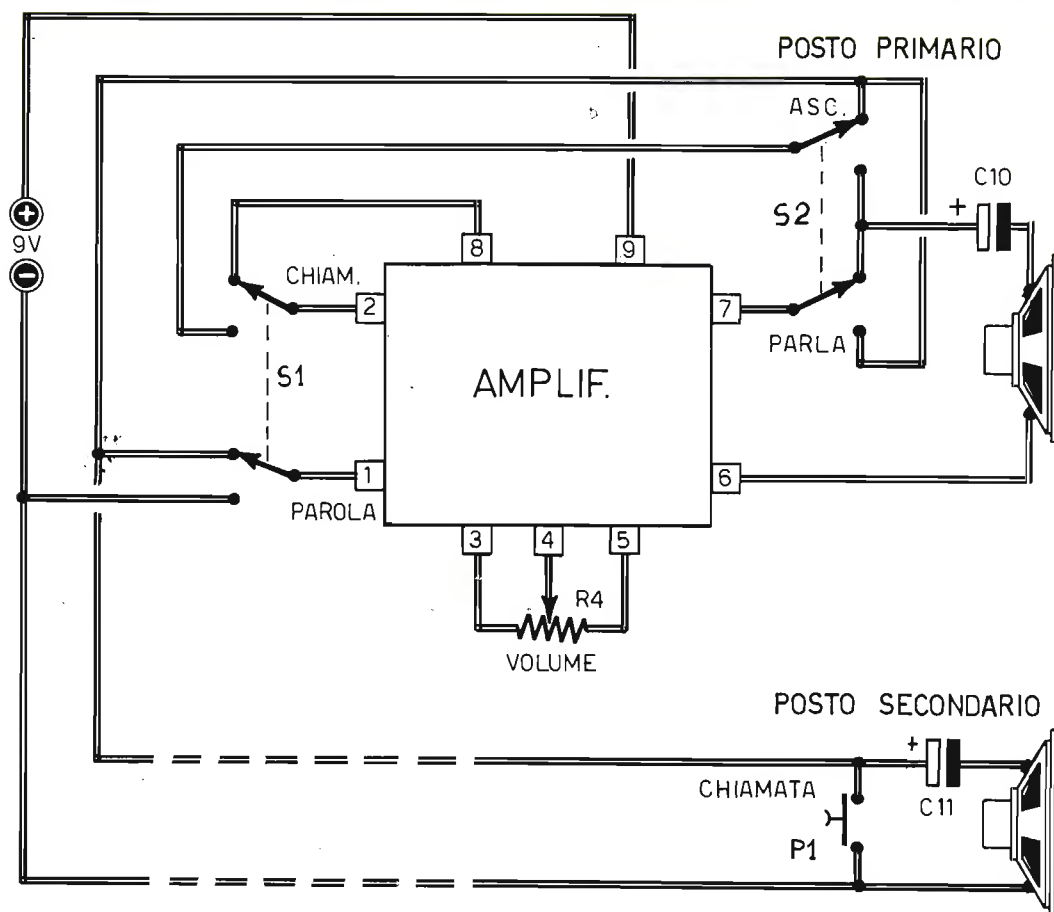 POSTO PRIMARIO
ASC.
C10
+
S2
+
9V
−
8
9
CHIAM.
2
7
PARLA
S1
AMPLIF.
1
6
PAROLA
3
4
5
R4
VOLUME
POSTO SECONDARIO
+
CHIAMATA
C11
P1